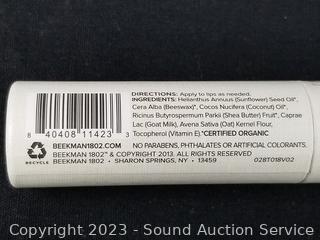 DIRECTIONS: Apply to lips as needed.
INGREDIENTS: Helianthus Annuus (Sunflower) Seed Oil*,
Cera Alba (Beeswax)*, Cocos Nucifera (Coconut) Oil*,
Ricinus Butyrospermum Parkii (Shea Butter) Fruit*, Caprae
Lac (Goat Milk), Avena Sativa (Oat) Kernel Flour,
Tocopherol (Vitamin E). *CERTIFIED ORGANIC
8 40408 11423 3
NO PARABENS, PHTHALATES OR ARTIFICIAL COLORS.
BEEKMAN1802.COM
BEEKMAN 1802™ & COPYRIGHT 2013. ALL RIGHTS RESERVED
BEEKMAN 1802 • SHARON SPRINGS, NY • 13459
028T018V02
RECYCLE
Copyright 2023 - Sound Auction Service